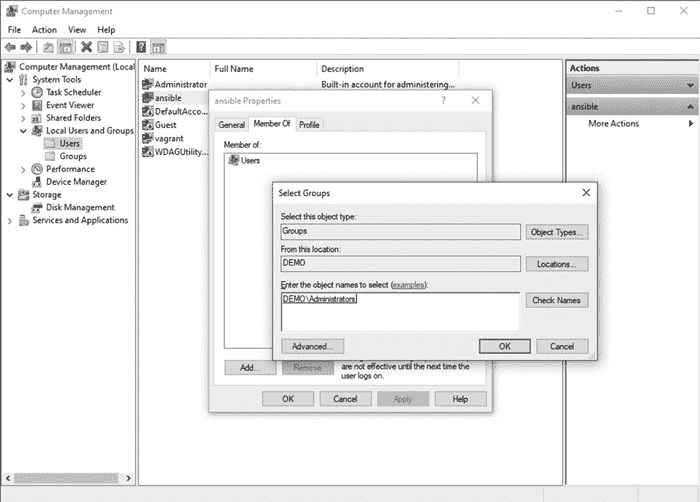 Computer Management
File Action View Help
Computer Management (Local
System Tools
Task Scheduler
Event Viewer
Shared Folders
Local Users and Groups
Users
Groups
Performance
Device Manager
Storage
Disk Management
Services and Applications
Name Full Name Description
Administrator Built-in account for administering...
ansible
DefaultAcco...
Guest
vagrant
WDAGUtility...
Actions
Users
ansible
More Actions
ansible Properties ?
General Member Of Profile
Member of:
Users
Add... Remove
are not effective until the next time the
user logs on.
OK Cancel Apply Help
Select Groups
Select this object type:
Groups Object Types...
From this location:
DEMO Locations...
Enter the object names to select (examples):
DEMO\Administrators Check Names
Advanced... OK Cancel